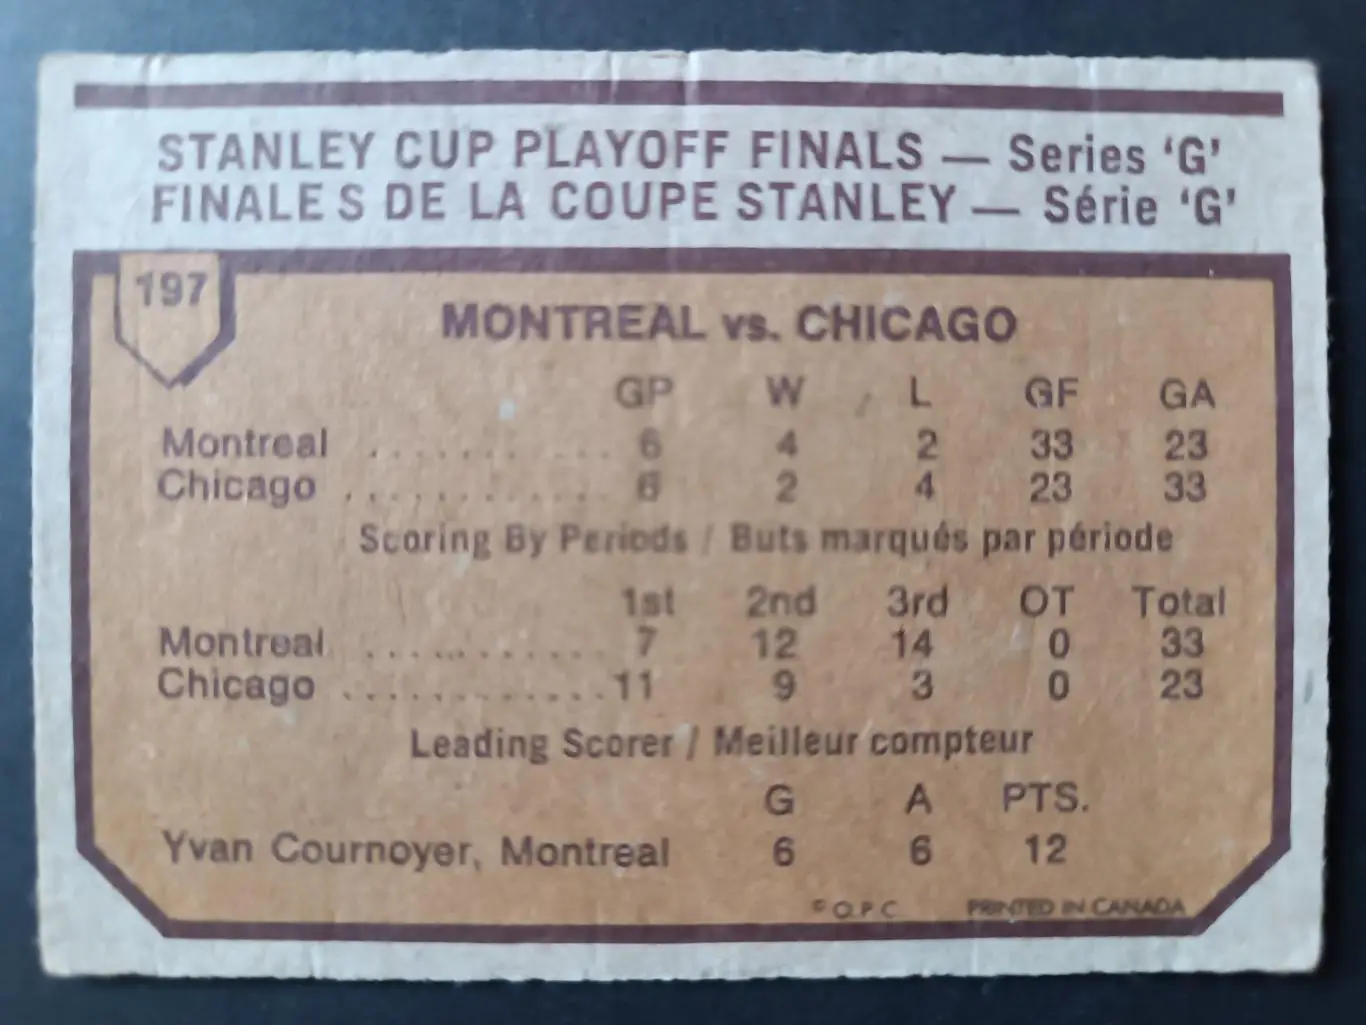 STANLEY CUP PLAYOFF FINALS — Series 'G'
FINALES DE LA COUPE STANLEY — Série 'G'
197
MONTREAL vs. CHICAGO
GP W L GF GA
Montreal .......... 6 4 2 33 23
Chicago ............. 6 2 4 23 33
Scoring By Periods / Buts marqués par période
1st 2nd 3rd OT Total
Montreal ............ 7 12 14 0 33
Chicago ............. 11 9 3 0 23
Leading Scorer / Meilleur compteur
G A PTS.
Yvan Cournoyer, Montreal 6 6 12
© O.P.C. PRINTED IN CANADA